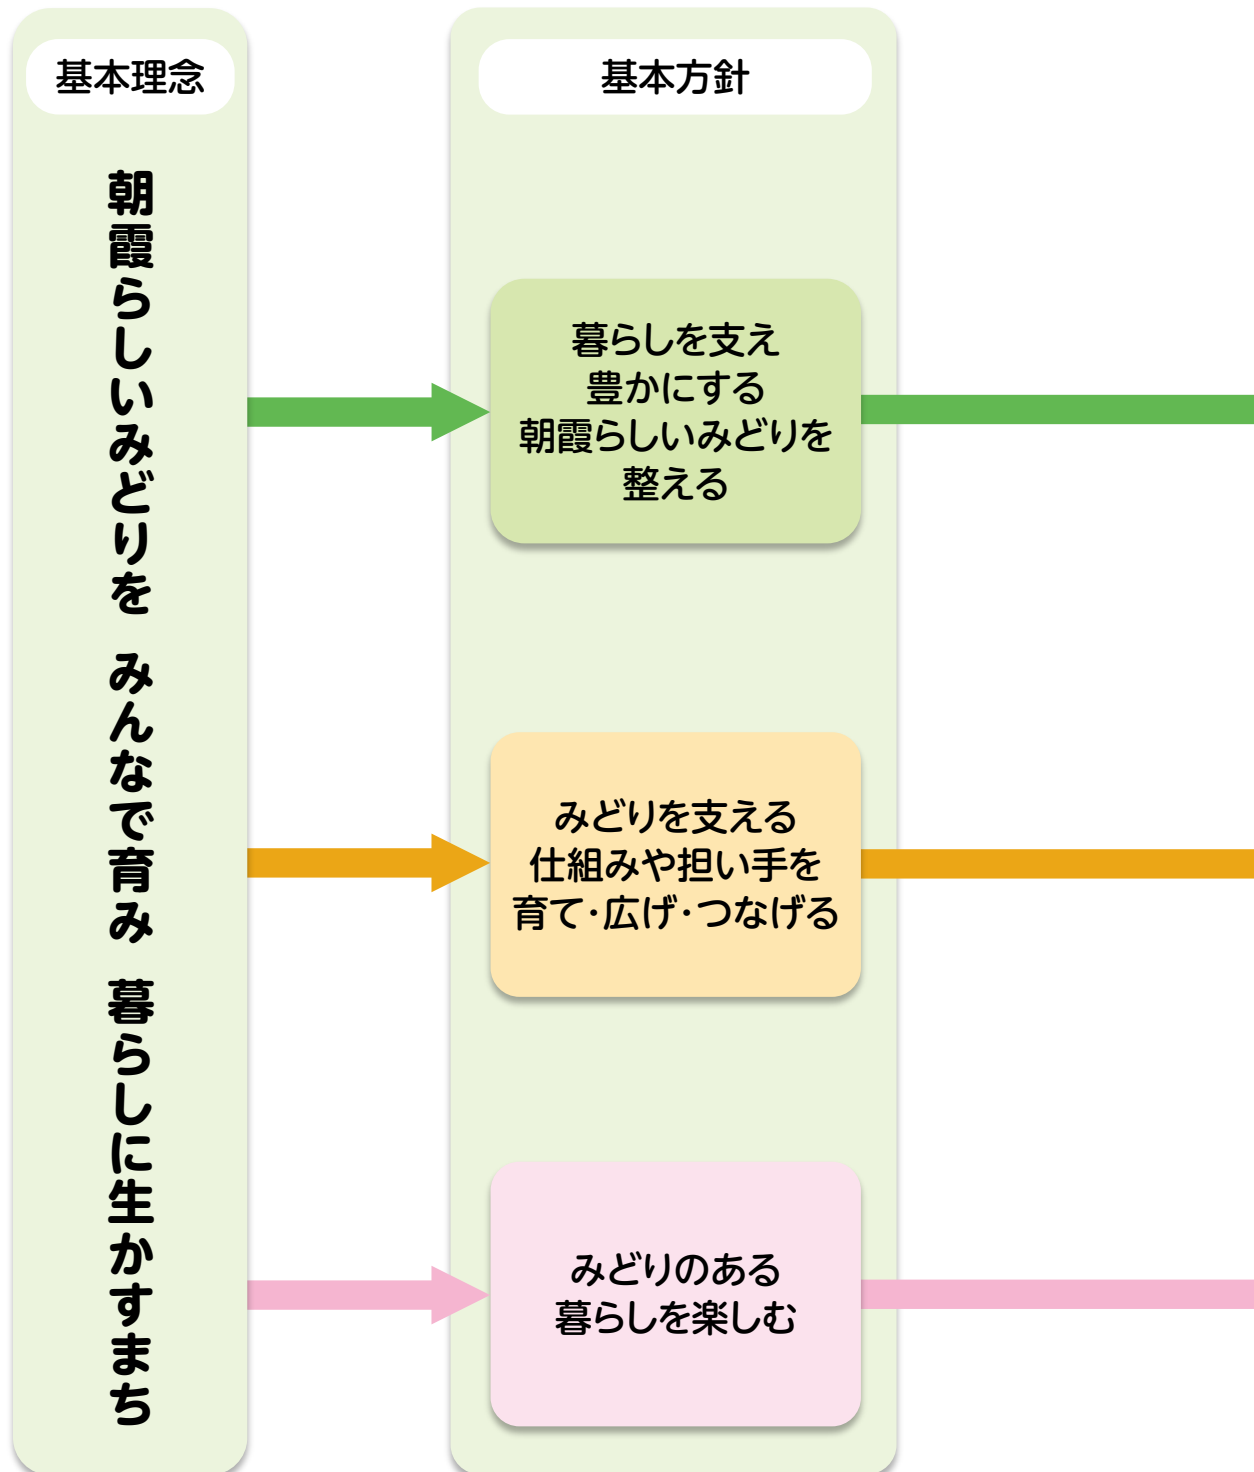 基本理念
朝霞らしいみどりを みんなで育み 暮らしに生かすまち
基本方針
暮らしを支え
豊かにする
朝霞らしいみどりを
整える
みどりを支える
仕組みや担い手を
育て・広げ・つなげる
みどりのある
暮らしを楽しむ